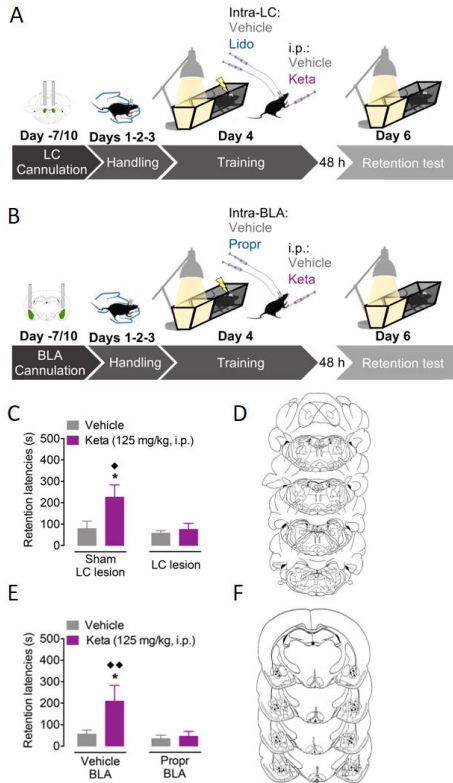 A
Intra-LC:
Vehicle
Lido
i.p.:
Vehicle
Keta
Day -7/10
Days 1-2-3
Day 4
Day 6
LC
Cannulation
Handling
Training
48 h
Retention test
B
Intra-BLA:
Vehicle
Propr
i.p.:
Vehicle
Keta
Day -7/10
Days 1-2-3
Day 4
Day 6
BLA
Cannulation
Handling
Training
48 h
Retention test
C
Vehicle
Keta (125 mg/kg, i.p.)
Retention latencies (s)
500
400
300
200
100
0
◆
*
Sham
LC lesion
LC lesion
D
E
Vehicle
Keta (125 mg/kg, i.p.)
Retention latencies (s)
500
400
300
200
100
0
◆◆
*
Vehicle
BLA
Propr
BLA
F